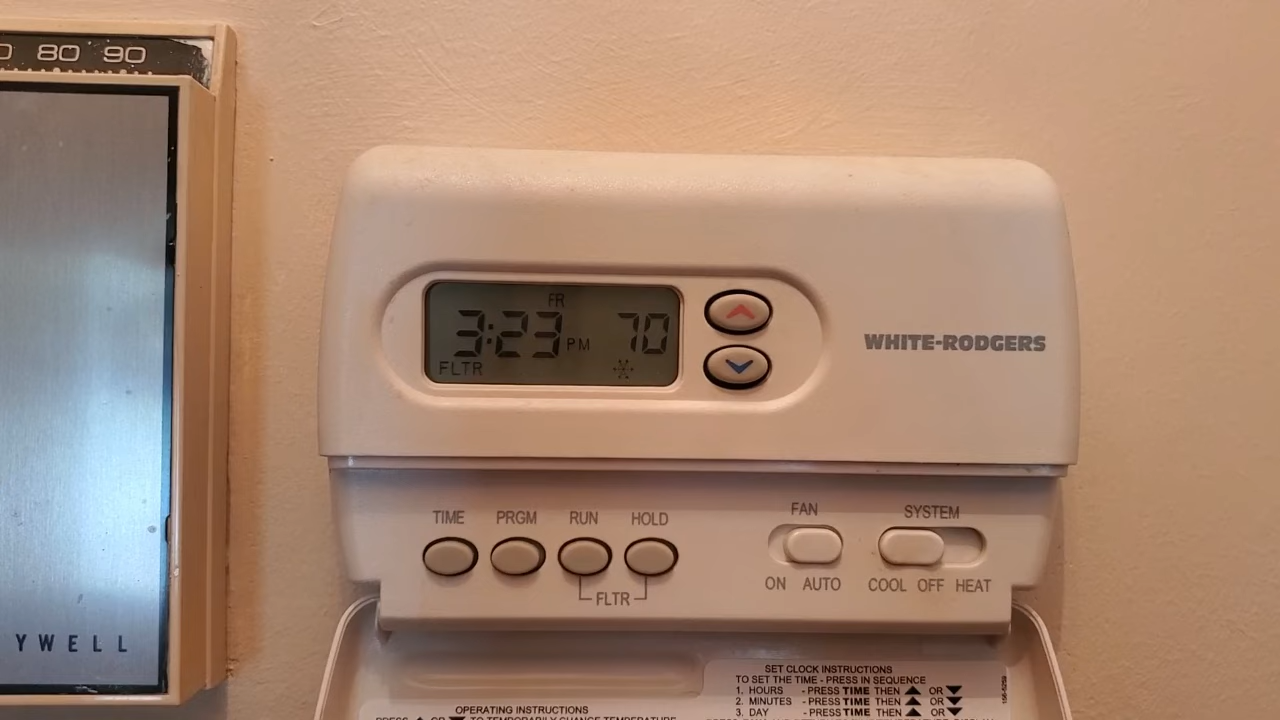 80 90
YWELL
FR
3:23 PM 70
FLTR
WHITE-RODGERS
TIME PRGM RUN HOLD
FLTR
FAN
ON AUTO
SYSTEM
COOL OFF HEAT
SET CLOCK INSTRUCTIONS
TO SET THE TIME - PRESS IN SEQUENCE
1. HOURS - PRESS TIME THEN ▲ OR ▼
2. MINUTES - PRESS TIME THEN ▲ OR ▼
3. DAY - PRESS TIME THEN ▲ OR ▼
OPERATING INSTRUCTIONS
PRESS ▲ OR ▼ TO TEMPORARILY CHANGE TEMPERATURE